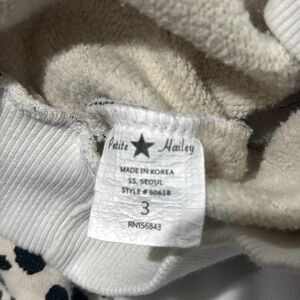 Petite ★ Hailey
MADE IN KOREA
SS, SEOUL
STYLE # 60618
3
RN156843